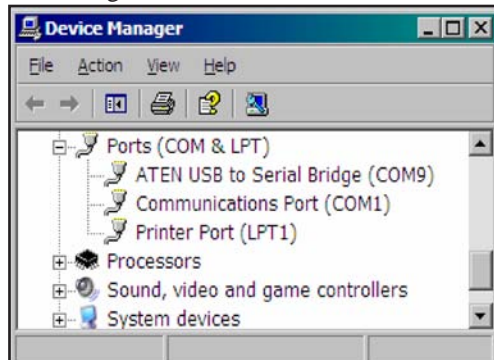 Device Manager
File Action View Help
Ports (COM & LPT)
ATEN USB to Serial Bridge (COM9)
Communications Port (COM1)
Printer Port (LPT1)
Processors
Sound, video and game controllers
System devices